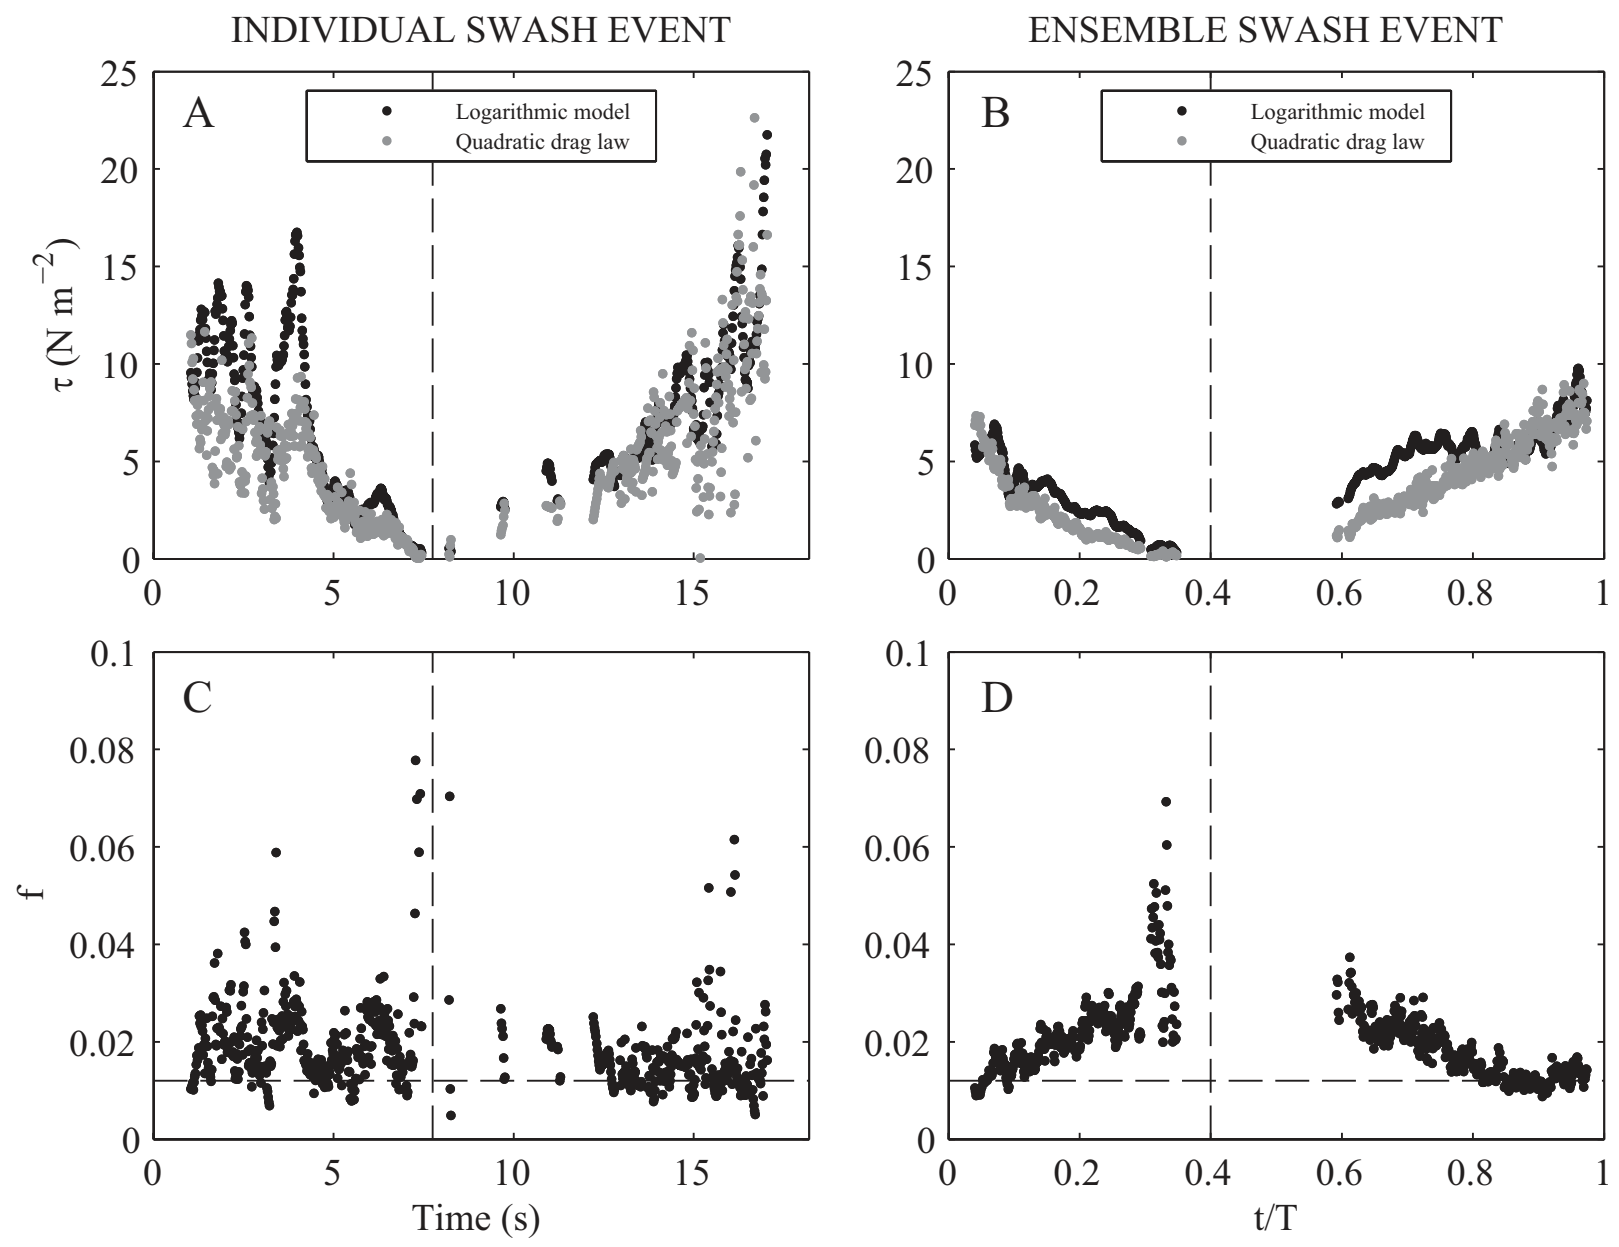 INDIVIDUAL SWASH EVENT
ENSEMBLE SWASH EVENT
A
Logarithmic model
Quadratic drag law
25
20
15
10
5
0
τ (N m⁻²)
0 5 10 15
B
Logarithmic model
Quadratic drag law
25
20
15
10
5
0
0 0.2 0.4 0.6 0.8 1
C
0.1
0.08
0.06
0.04
0.02
0
f
0 5 10 15
Time (s)
D
0.1
0.08
0.06
0.04
0.02
0
0 0.2 0.4 0.6 0.8 1
t/T